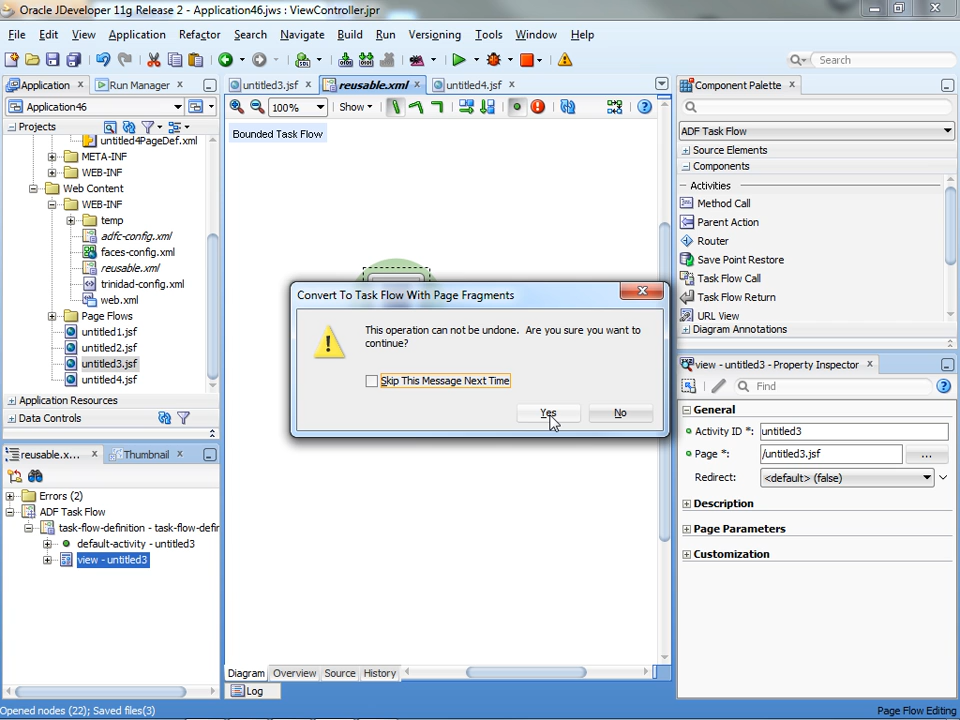 Oracle JDeveloper 11g Release 2 - Application46.jws : ViewController.jpr
File Edit View Application Refactor Search Navigate Build Run Versioning Tools Window Help
Search
Application
Run Manager
untitled3.jsf
reusable.xml
untitled4.jsf
Component Palette
Application46
100%
Show
Projects
Bounded Task Flow
ADF Task Flow
Source Elements
Components
Activities
Method Call
Parent Action
Router
Save Point Restore
Task Flow Call
Task Flow Return
URL View
Diagram Annotations
untitled4PageDef.xml
META-INF
WEB-INF
Web Content
WEB-INF
temp
adfc-config.xml
faces-config.xml
reusable.xml
trinidad-config.xml
web.xml
Page Flows
untitled1.jsf
untitled2.jsf
untitled3.jsf
untitled4.jsf
Application Resources
Data Controls
Convert To Task Flow With Page Fragments
This operation can not be undone. Are you sure you want to
continue?
Skip This Message Next Time
Yes
No
view - untitled3 - Property Inspector
Find
General
Activity ID *: untitled3
Page *: /untitled3.jsf
...
Redirect: <default> (false)
Description
Page Parameters
Customization
reusable.x...
Thumbnail
Errors (2)
ADF Task Flow
task-flow-definition - task-flow-defir
default-activity - untitled3
view - untitled3
Diagram Overview Source History
Log
Opened nodes (22); Saved files(3)
Page Flow Editing